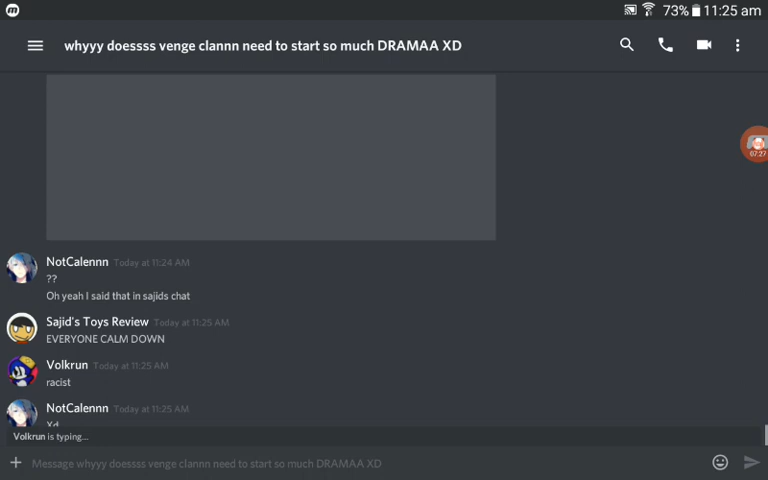 73% 11:25 am
whyyy doessss venge clannn need to start so much DRAMAA XD
07:27
NotCalennn Today at 11:24 AM
??
Oh yeah I said that in sajids chat
Sajid's Toys Review Today at 11:25 AM
EVERYONE CALM DOWN
Volkrun Today at 11:25 AM
racist
NotCalennn Today at 11:25 AM
Xd
Volkrun is typing...
Message whyyy doessss venge clannn need to start so much DRAMAA XD